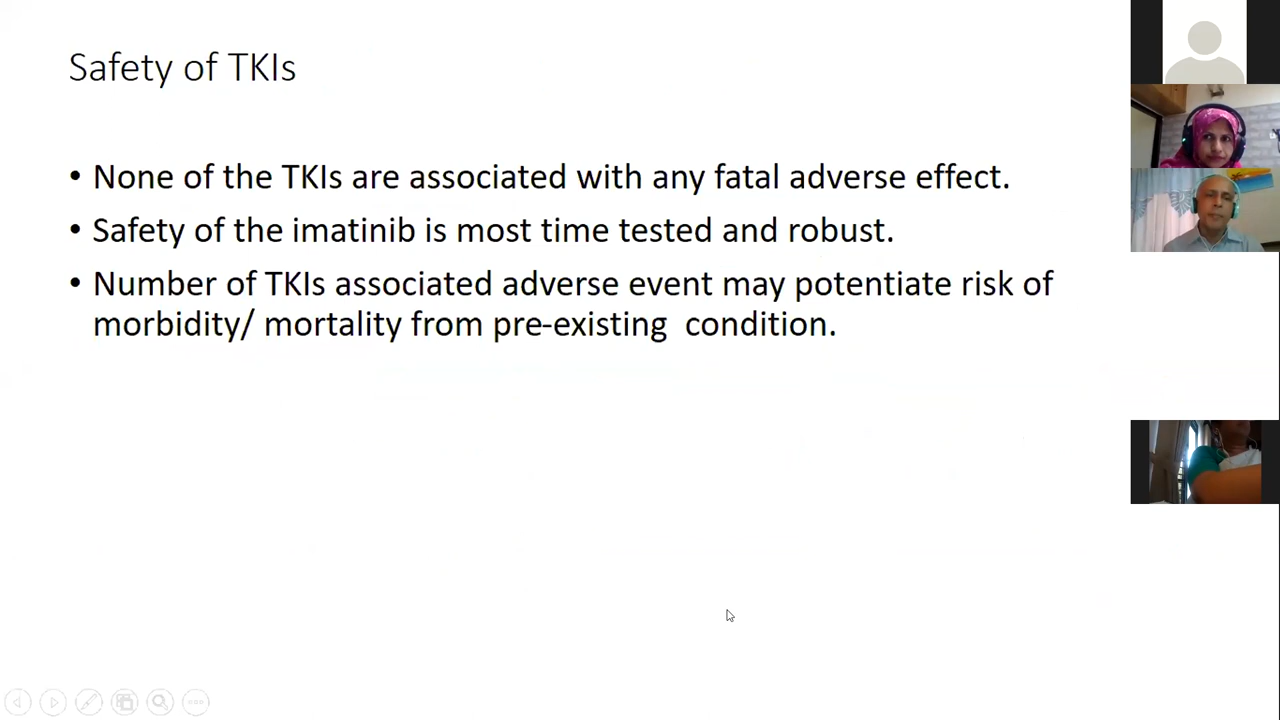 Safety of TKIs
• None of the TKIs are associated with any fatal adverse effect.
• Safety of the imatinib is most time tested and robust.
• Number of TKIs associated adverse event may potentiate risk of
morbidity/ mortality from pre-existing  condition.